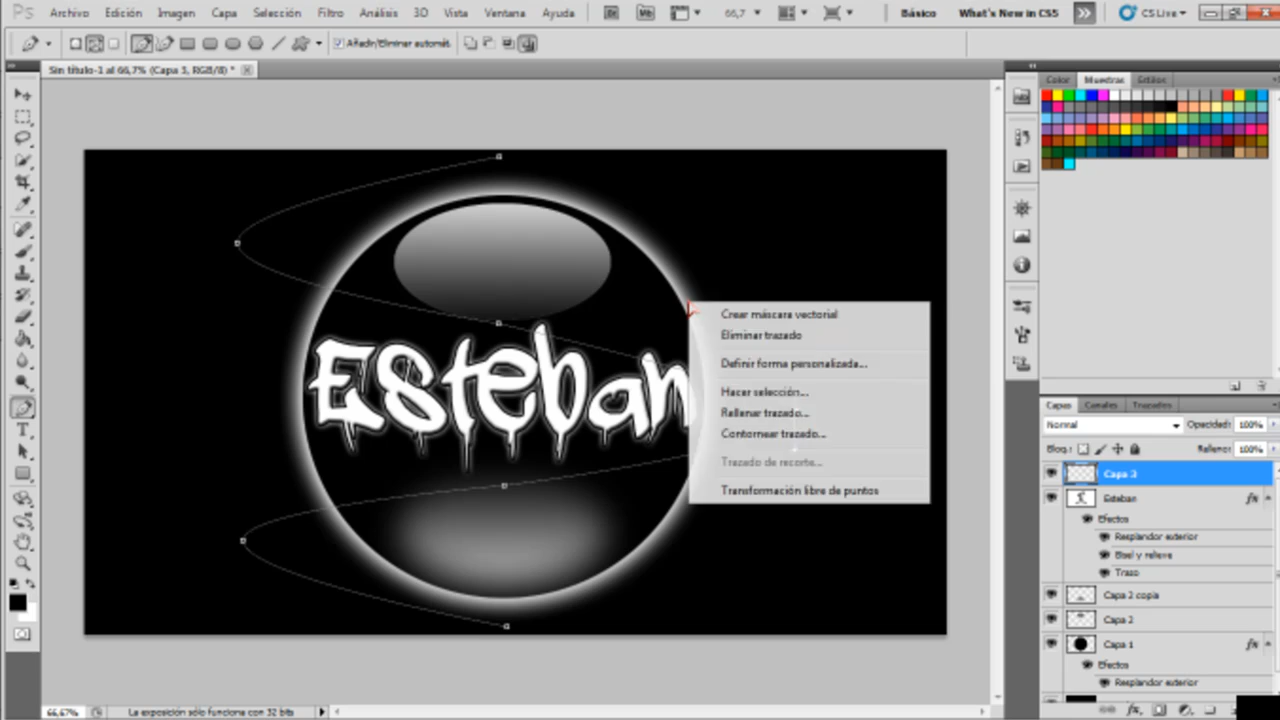 Ps Archivo Edición Imagen Capa Selección Filtro Análisis 3D Vista Ventana Ayuda Br Mb 66,7 Básico What's New in CS5 CS Live
Añadir/Eliminar automát.
Sin título-1 al 66,7% (Capa 3, RGB/8) *
Color Muestras Estilos
Esteban
Crear máscara vectorial
Eliminar trazado
Definir forma personalizada...
Hacer selección...
Rellenar trazado...
Contornear trazado...
Trazado de recorte...
Transformación libre de puntos
Capas Canales Trazados
Normal Opacidad: 100%
Bloq.: Relleno: 100%
Capa 3
Esteban fx
Efectos
Resplandor exterior
Bisel y relieve
Trazo
Capa 2 copia
Capa 2
Capa 1 fx
Efectos
Resplandor exterior
66,67% La exposición sólo funciona con 32 bits